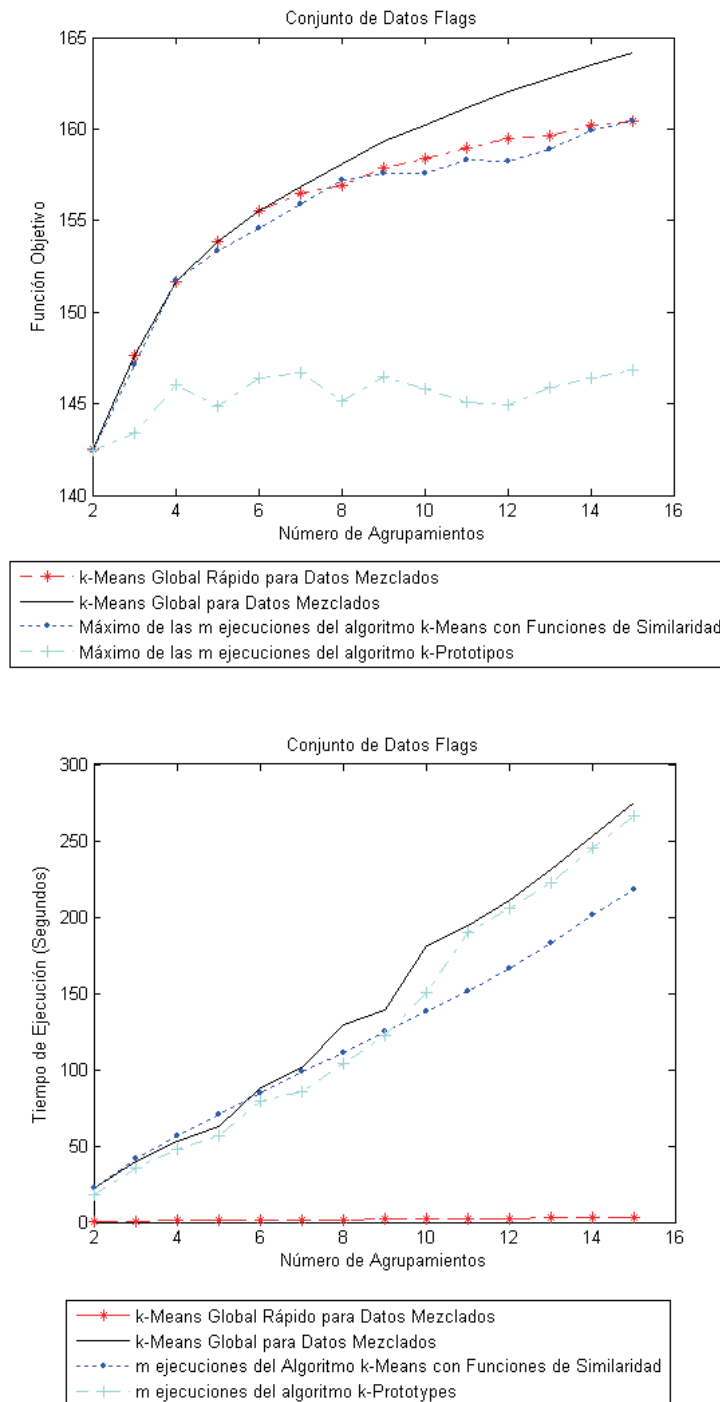 Conjunto de Datos Flags
165
160
155
150
145
140
Función Objetivo
2
4
6
8
10
12
14
16
Número de Agrupamientos
k-Means Global Rápido para Datos Mezclados
k-Means Global para Datos Mezclados
Máximo de las m ejecuciones del algoritmo k-Means con Funciones de Similaridad
Máximo de las m ejecuciones del algoritmo k-Prototipos
Conjunto de Datos Flags
300
250
200
150
100
50
0
Tiempo de Ejecución (Segundos)
2
4
6
8
10
12
14
16
Número de Agrupamientos
k-Means Global Rápido para Datos Mezclados
k-Means Global para Datos Mezclados
m ejecuciones del Algoritmo k-Means con Funciones de Similaridad
m ejecuciones del algoritmo k-Prototypes